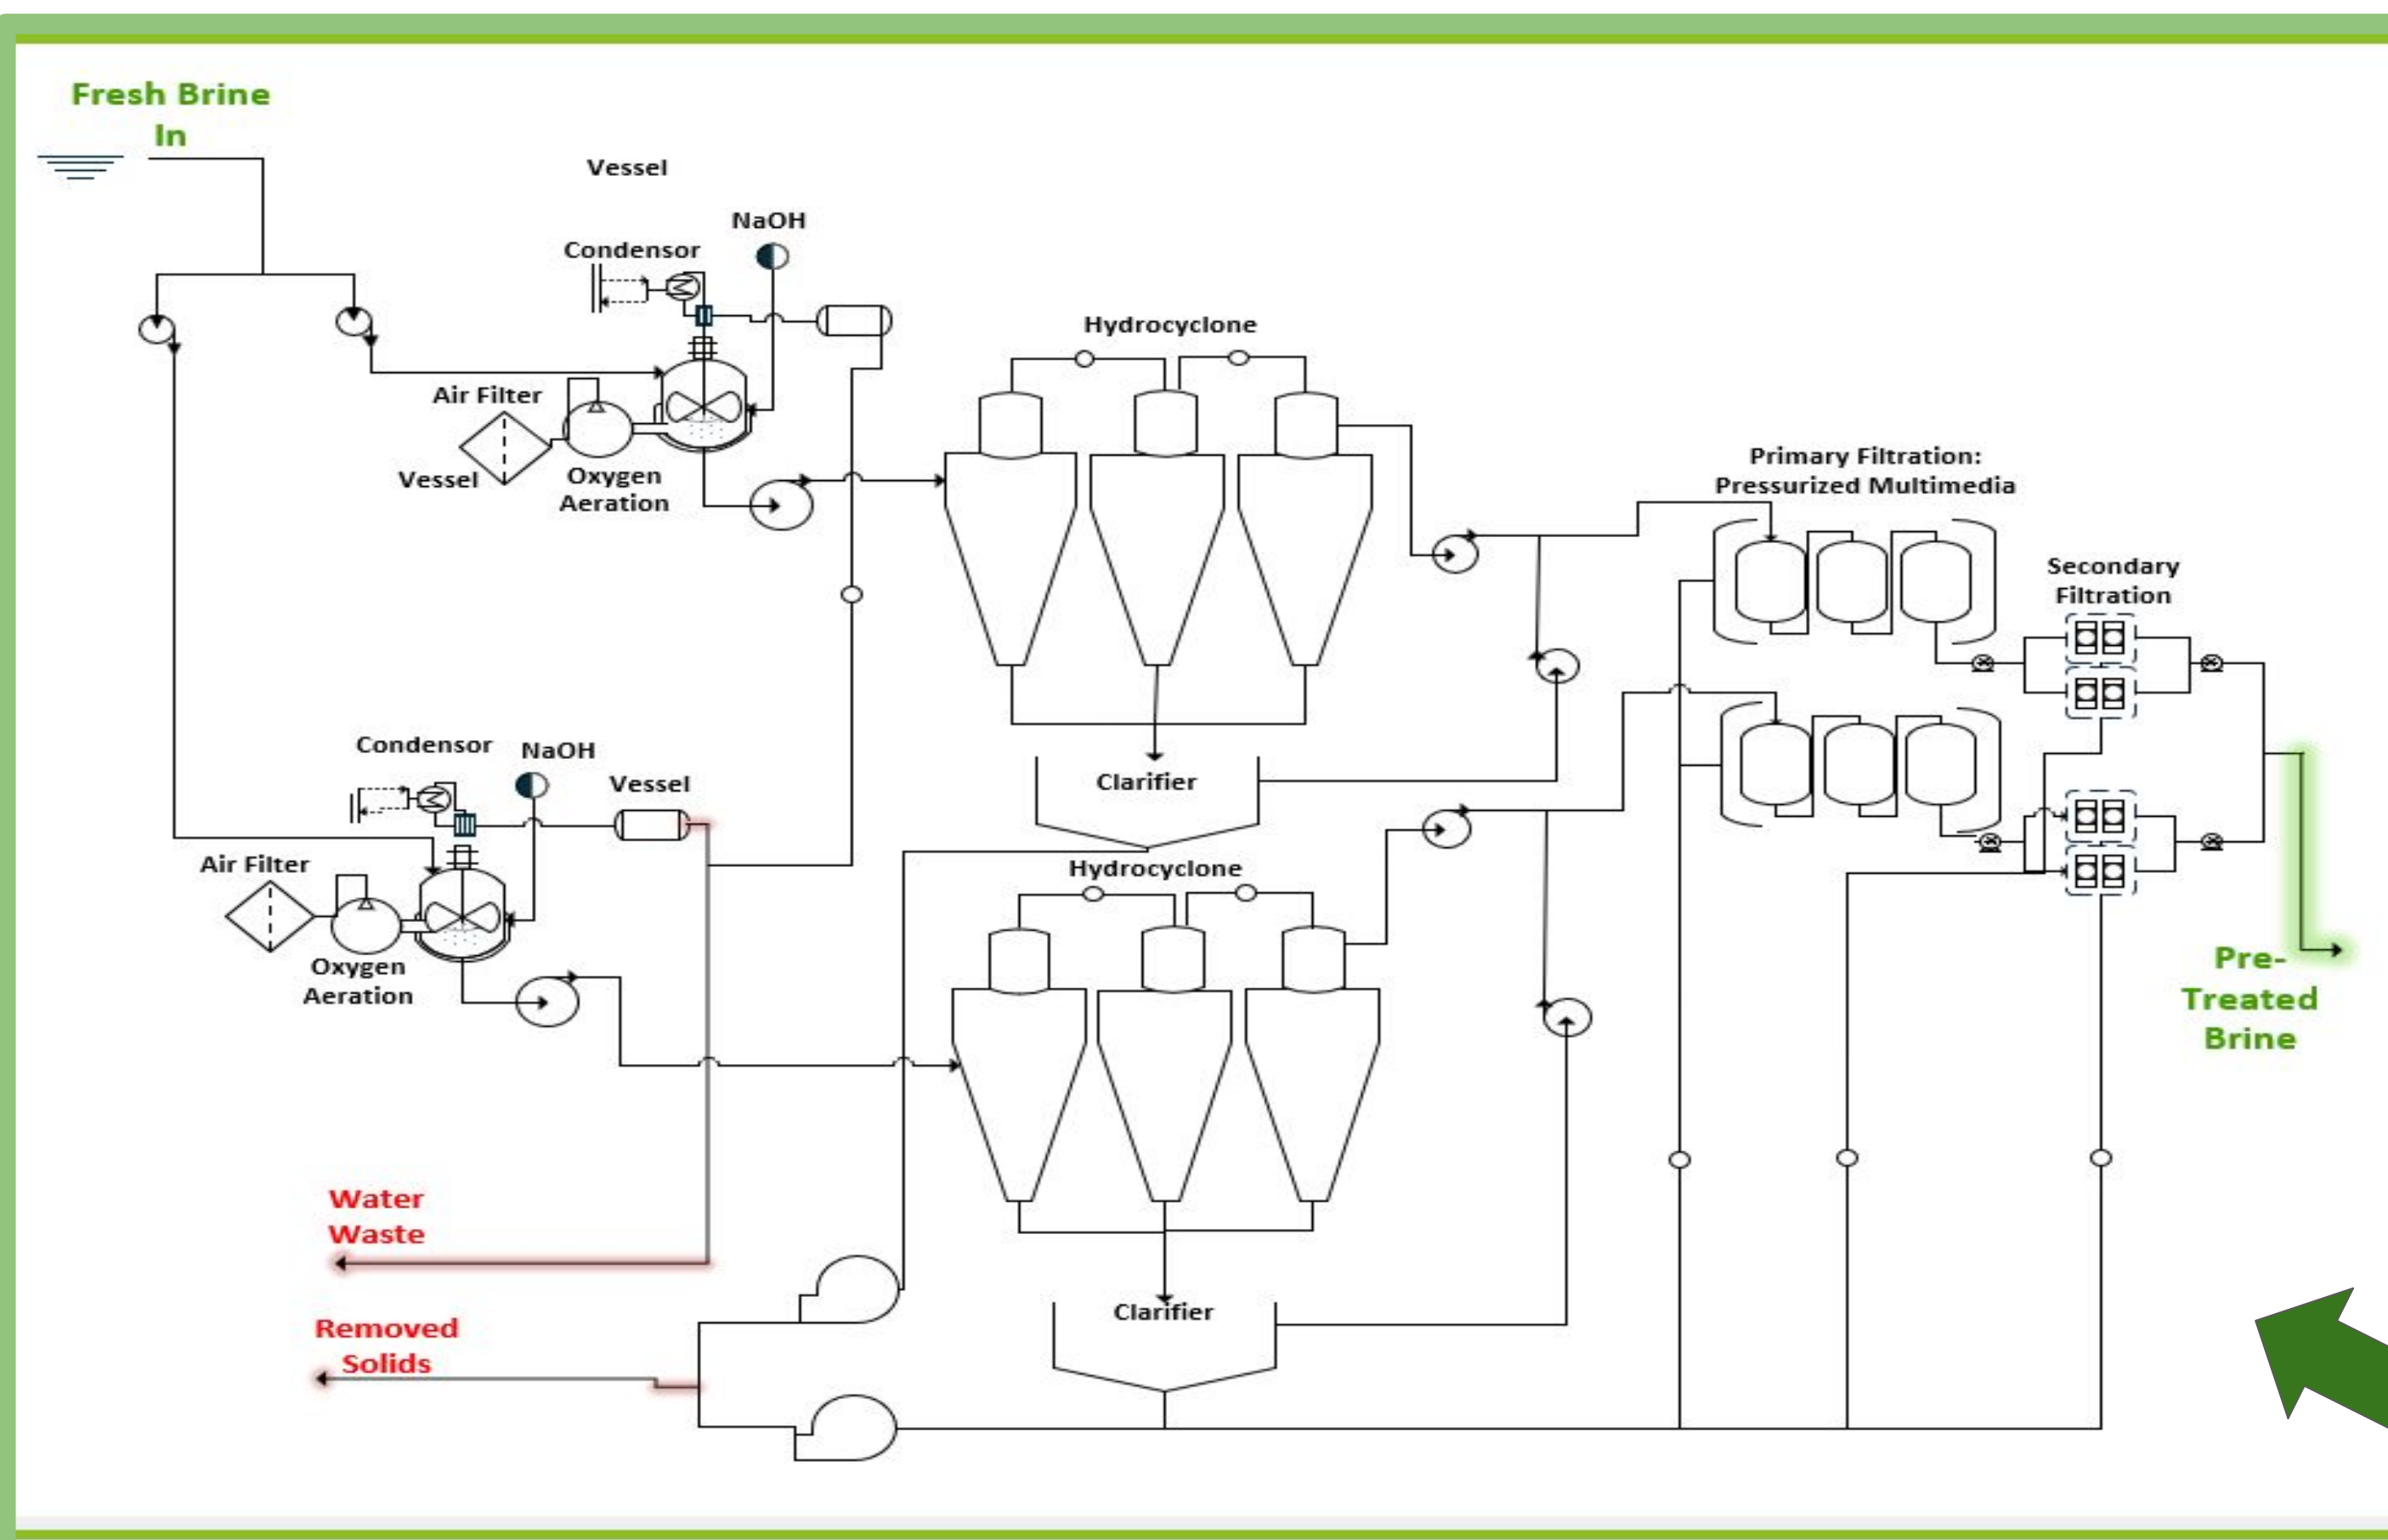 Fresh Brine
In
Vessel
NaOH
Condensor
Hydrocyclone
Air Filter
Vessel
Oxygen
Aeration
Primary Filtration:
Pressurized Multimedia
Secondary
Filtration
Clarifier
Condensor
NaOH
Vessel
Air Filter
Oxygen
Aeration
Hydrocyclone
Pre-
Treated
Brine
Water
Waste
Clarifier
Removed
Solids